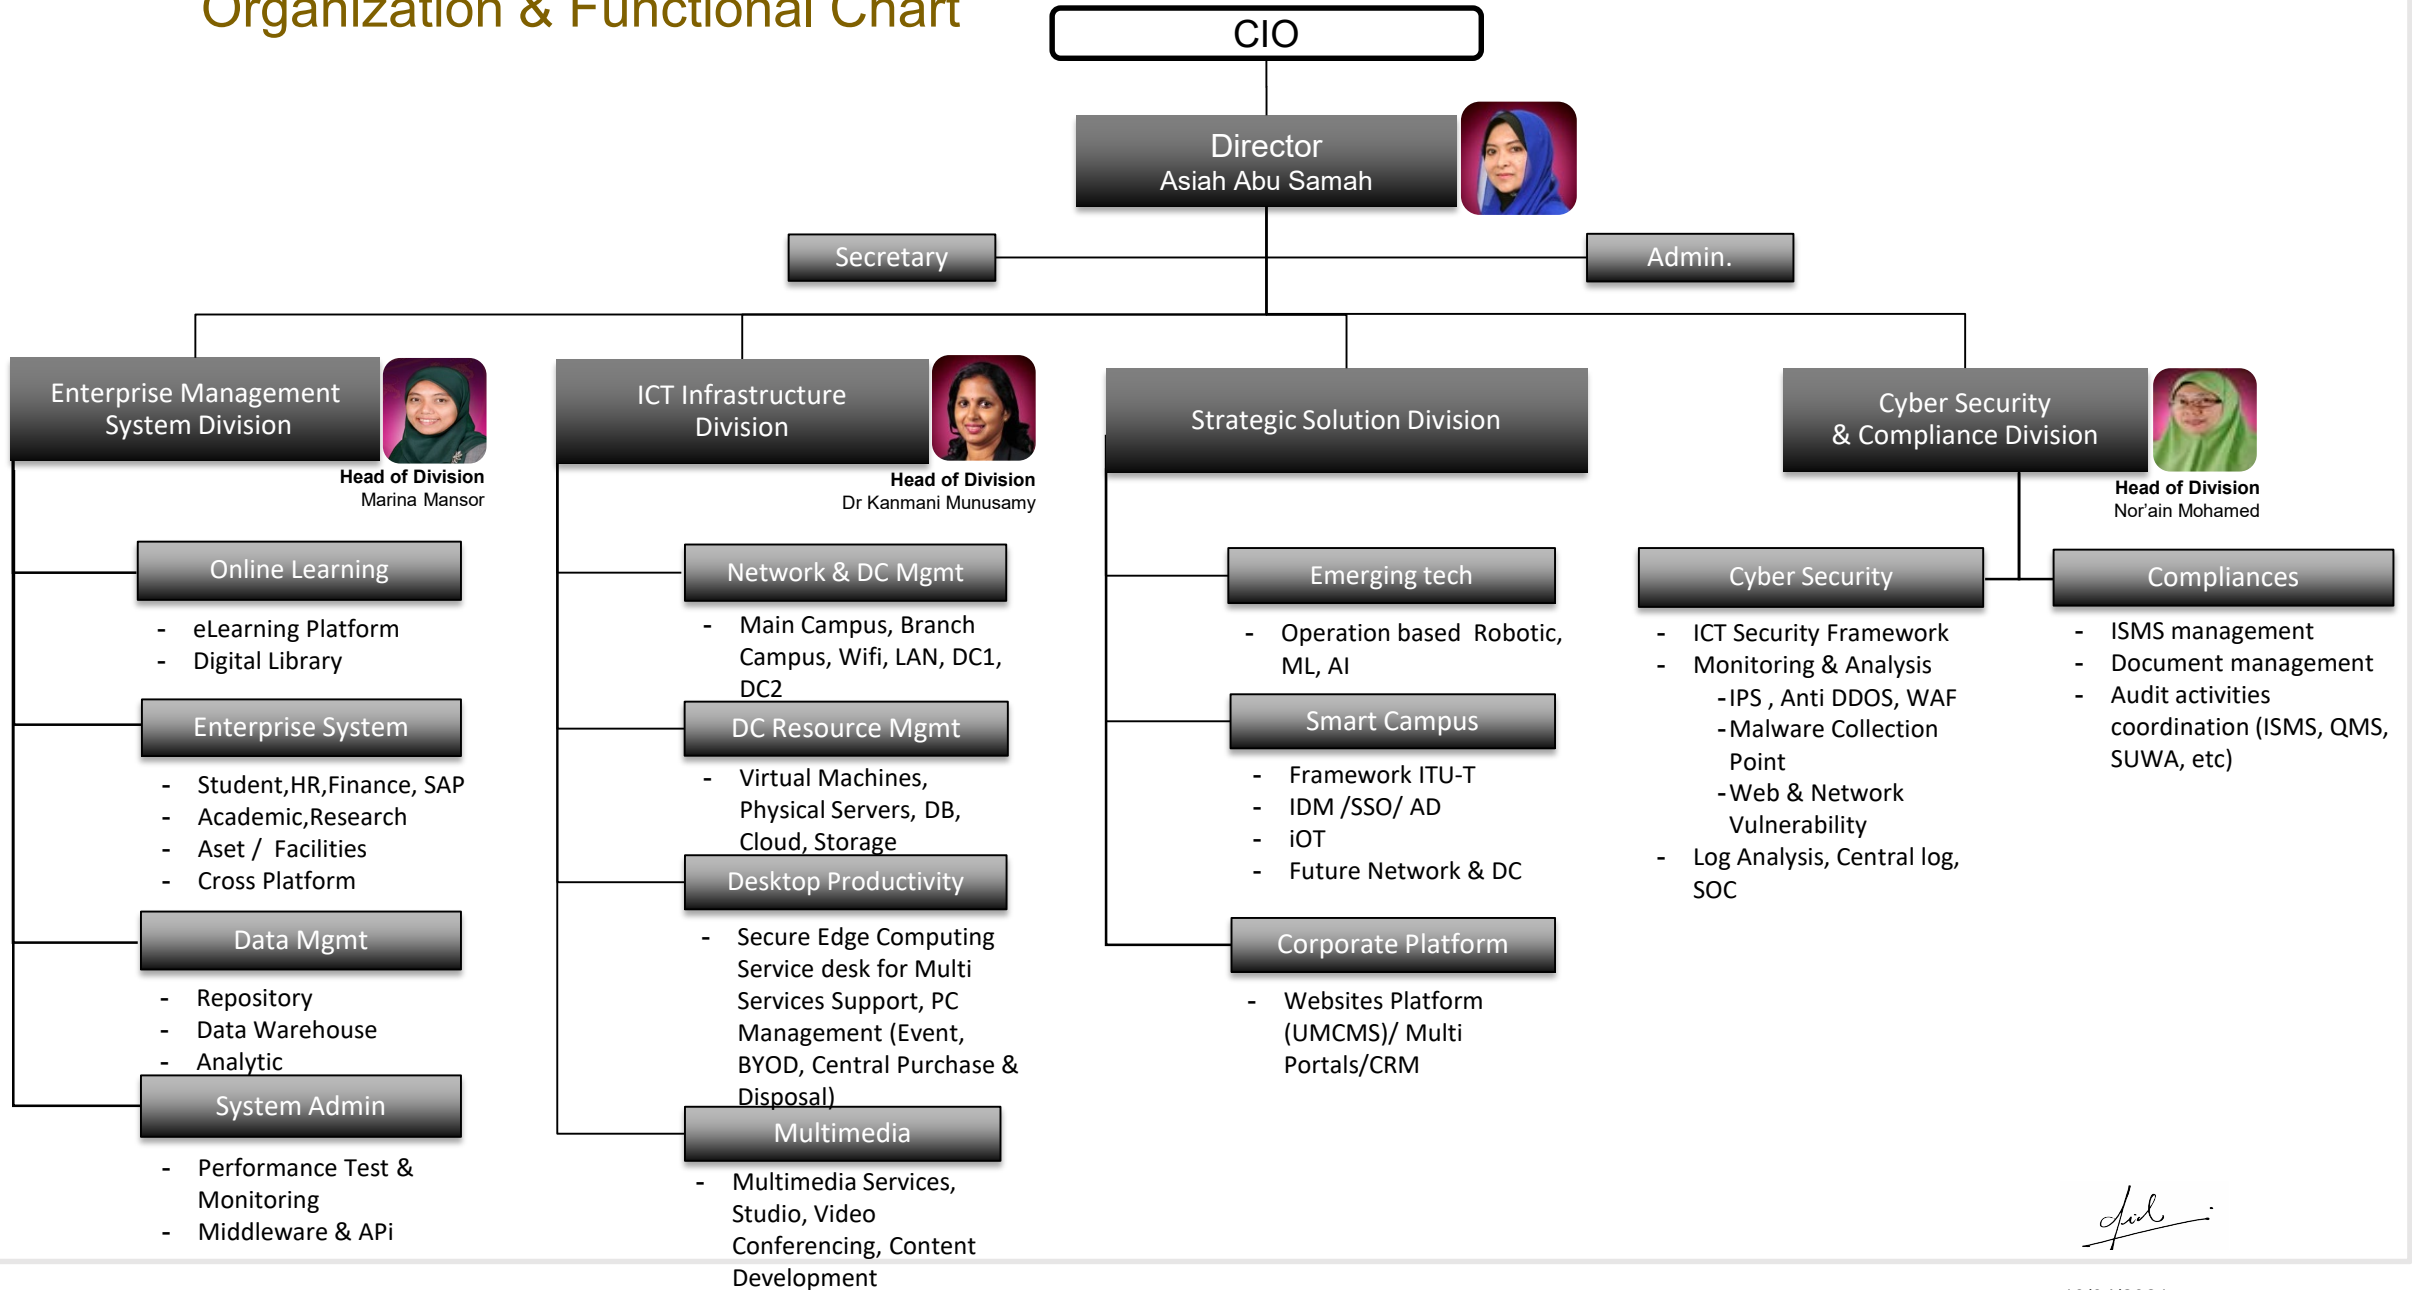 Organization & Functional Chart
CIO
Director
Asiah Abu Samah
Secretary
Admin.
Enterprise Management
System Division
Head of Division
Marina Mansor
Online Learning
- eLearning Platform
- Digital Library
Enterprise System
- Student,HR,Finance, SAP
- Academic,Research
- Aset / Facilities
- Cross Platform
Data Mgmt
- Repository
- Data Warehouse
- Analytic
System Admin
- Performance Test &
Monitoring
- Middleware & APi
ICT Infrastructure
Division
Head of Division
Dr Kanmani Munusamy
Network & DC Mgmt
- Main Campus, Branch
Campus, Wifi, LAN, DC1,
DC2
DC Resource Mgmt
- Virtual Machines,
Physical Servers, DB,
Cloud, Storage
Desktop Productivity
- Secure Edge Computing
Service desk for Multi
Services Support, PC
Management (Event,
BYOD, Central Purchase &
Disposal)
Multimedia
- Multimedia Services,
Studio, Video
Conferencing, Content
Development
Strategic Solution Division
Emerging tech
- Operation based Robotic,
ML, AI
Smart Campus
- Framework ITU-T
- IDM /SSO/ AD
- iOT
- Future Network & DC
Corporate Platform
- Websites Platform
(UMCMS)/ Multi
Portals/CRM
Cyber Security
& Compliance Division
Head of Division
Nor'ain Mohamed
Cyber Security
- ICT Security Framework
- Monitoring & Analysis
- IPS , Anti DDOS, WAF
- Malware Collection
Point
- Web & Network
Vulnerability
- Log Analysis, Central log,
SOC
Compliances
- ISMS management
- Document management
- Audit activities
coordination (ISMS, QMS,
SUWA, etc)